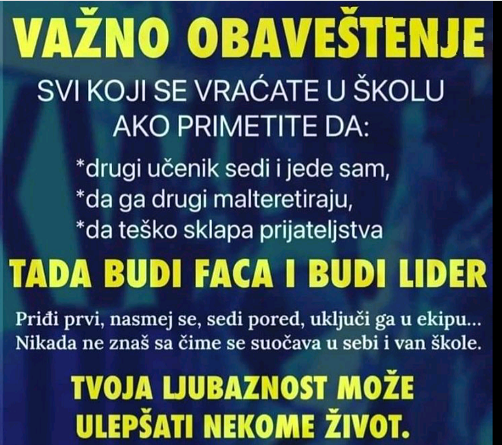 VAŽNO OBAVEŠTENJE
SVI KOJI SE VRAĆATE U ŠKOLU
AKO PRIMETITE DA:
*drugi učenik sedi i jede sam,
*da ga drugi malteretiraju,
*da teško sklapa prijateljstva
TADA BUDI FACA I BUDI LIDER
Priđi prvi, nasmej se, sedi pored, uključi ga u ekipu...
Nikada ne znaš sa čime se suočava u sebi i van škole.
TVOJA LJUBAZNOST MOŽE
ULEPŠATI NEKOME ŽIVOT.